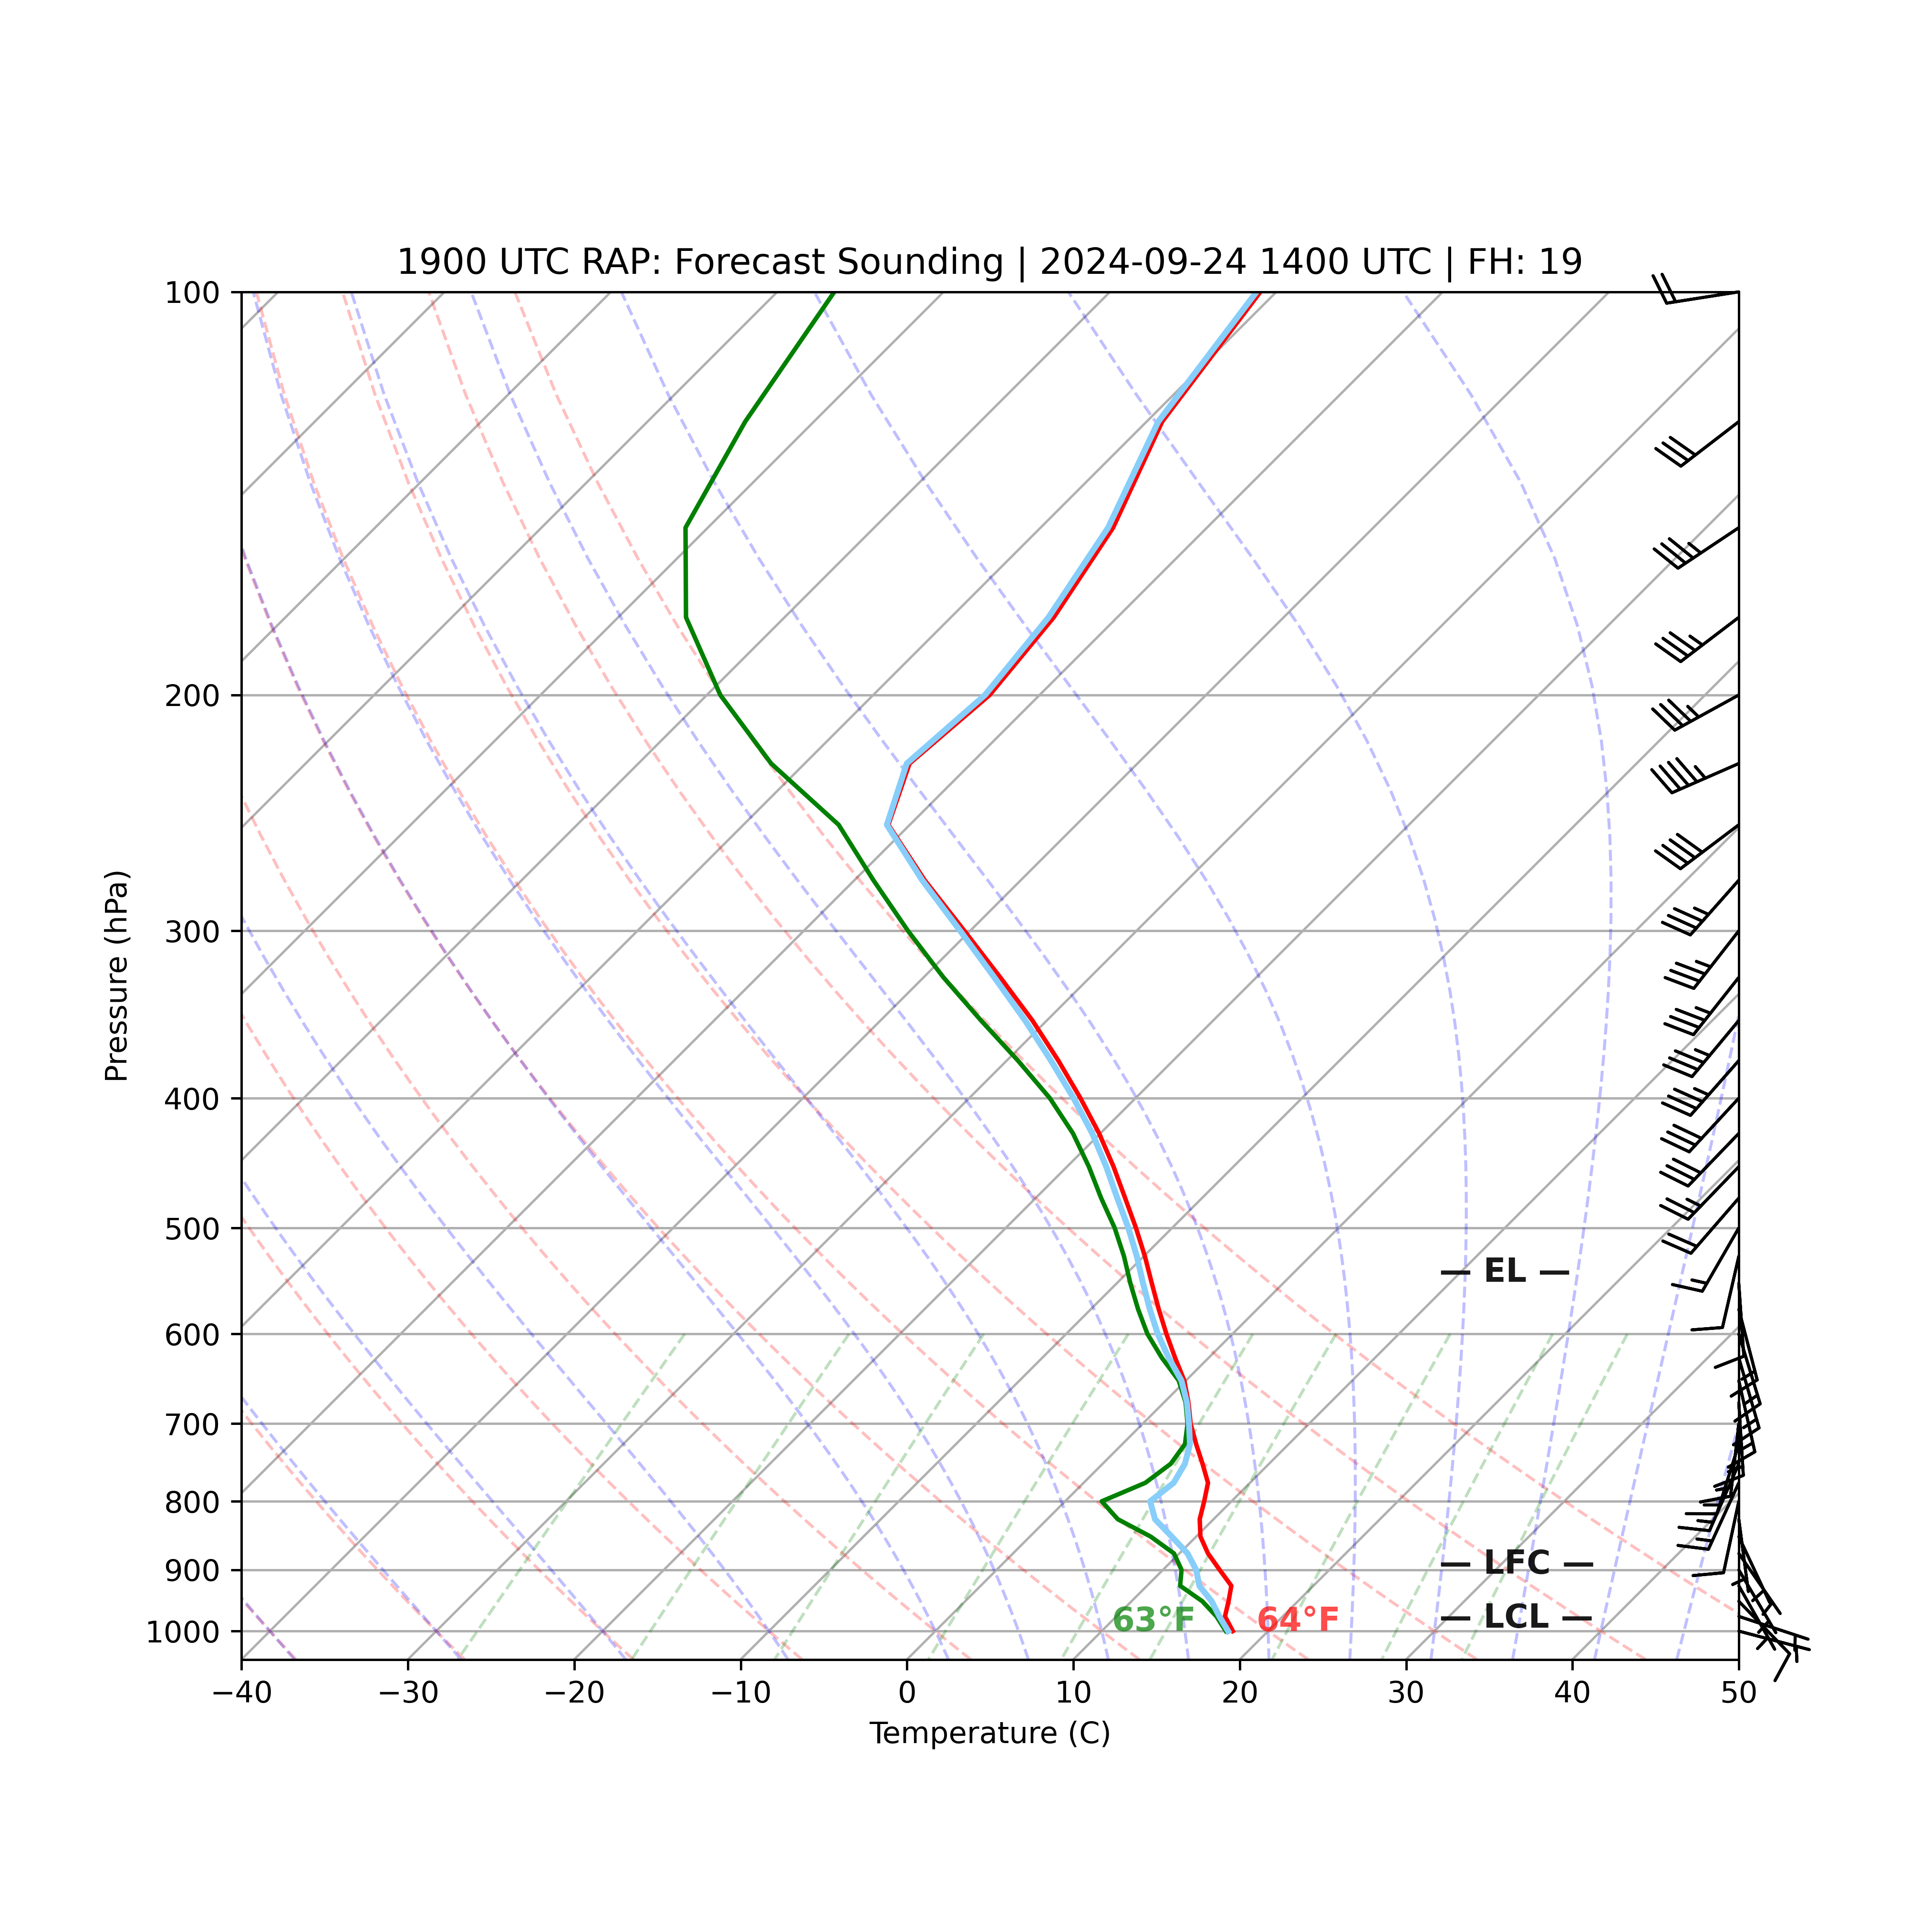 1900 UTC RAP: Forecast Sounding | 2024-09-24 1400 UTC | FH: 19
100
200
300
400
500
600
700
800
900
1000
Pressure (hPa)
— EL —
— LFC —
— LCL —
63°F
64°F
−40
−30
−20
−10
0
10
20
30
40
50
Temperature (C)